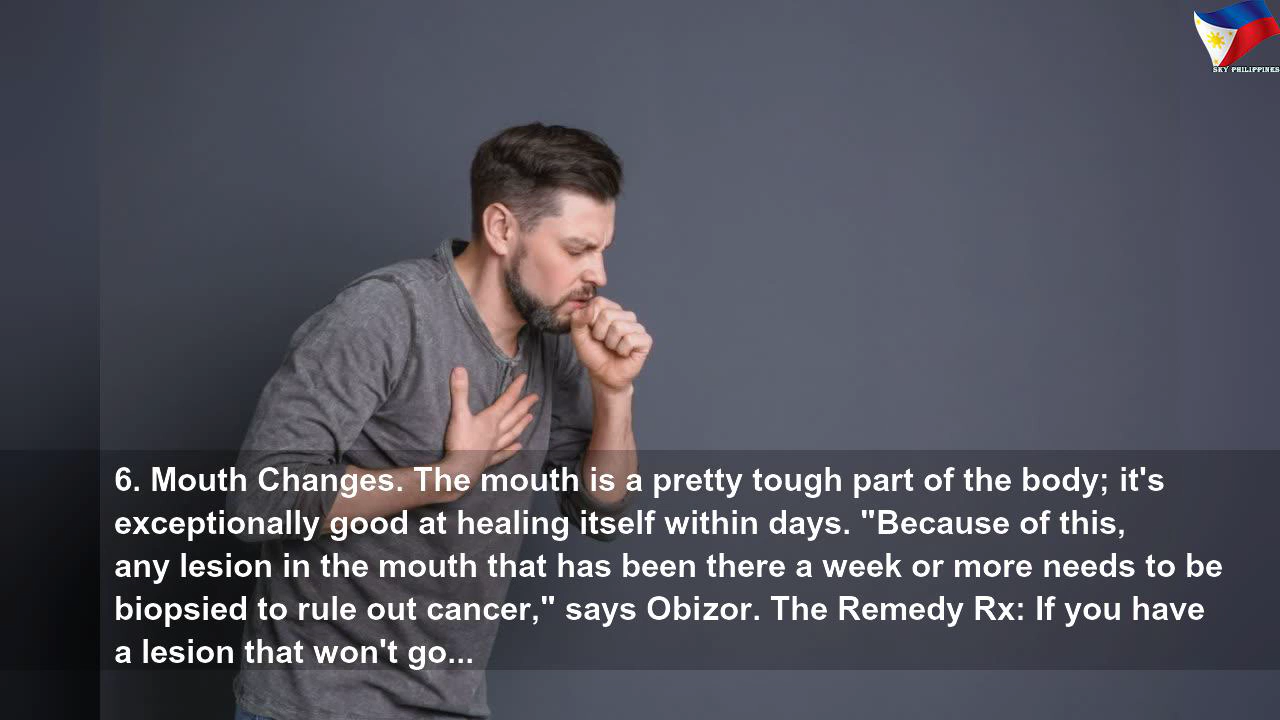 SKY PHILIPPINES
6. Mouth Changes. The mouth is a pretty tough part of the body; it's
exceptionally good at healing itself within days. "Because of this,
any lesion in the mouth that has been there a week or more needs to be
biopsied to rule out cancer," says Obizor. The Remedy Rx: If you have
a lesion that won't go...